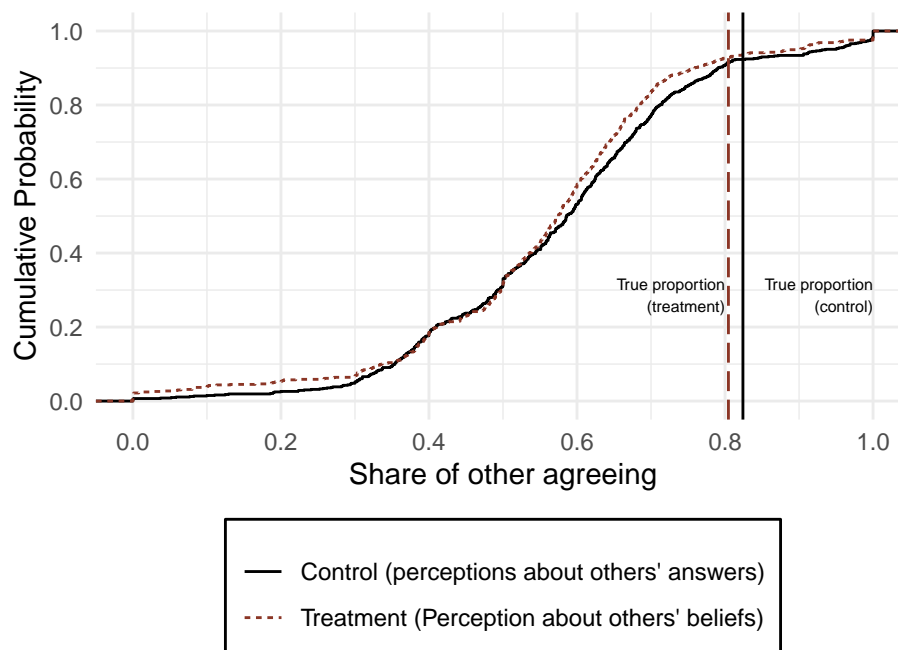 1.0
0.8
0.6
0.4
0.2
0.0
Cumulative Probability
True proportion
(treatment)
True proportion
(control)
0.0 0.2 0.4 0.6 0.8 1.0
Share of other agreeing
Control (perceptions about others' answers)
Treatment (Perception about others' beliefs)